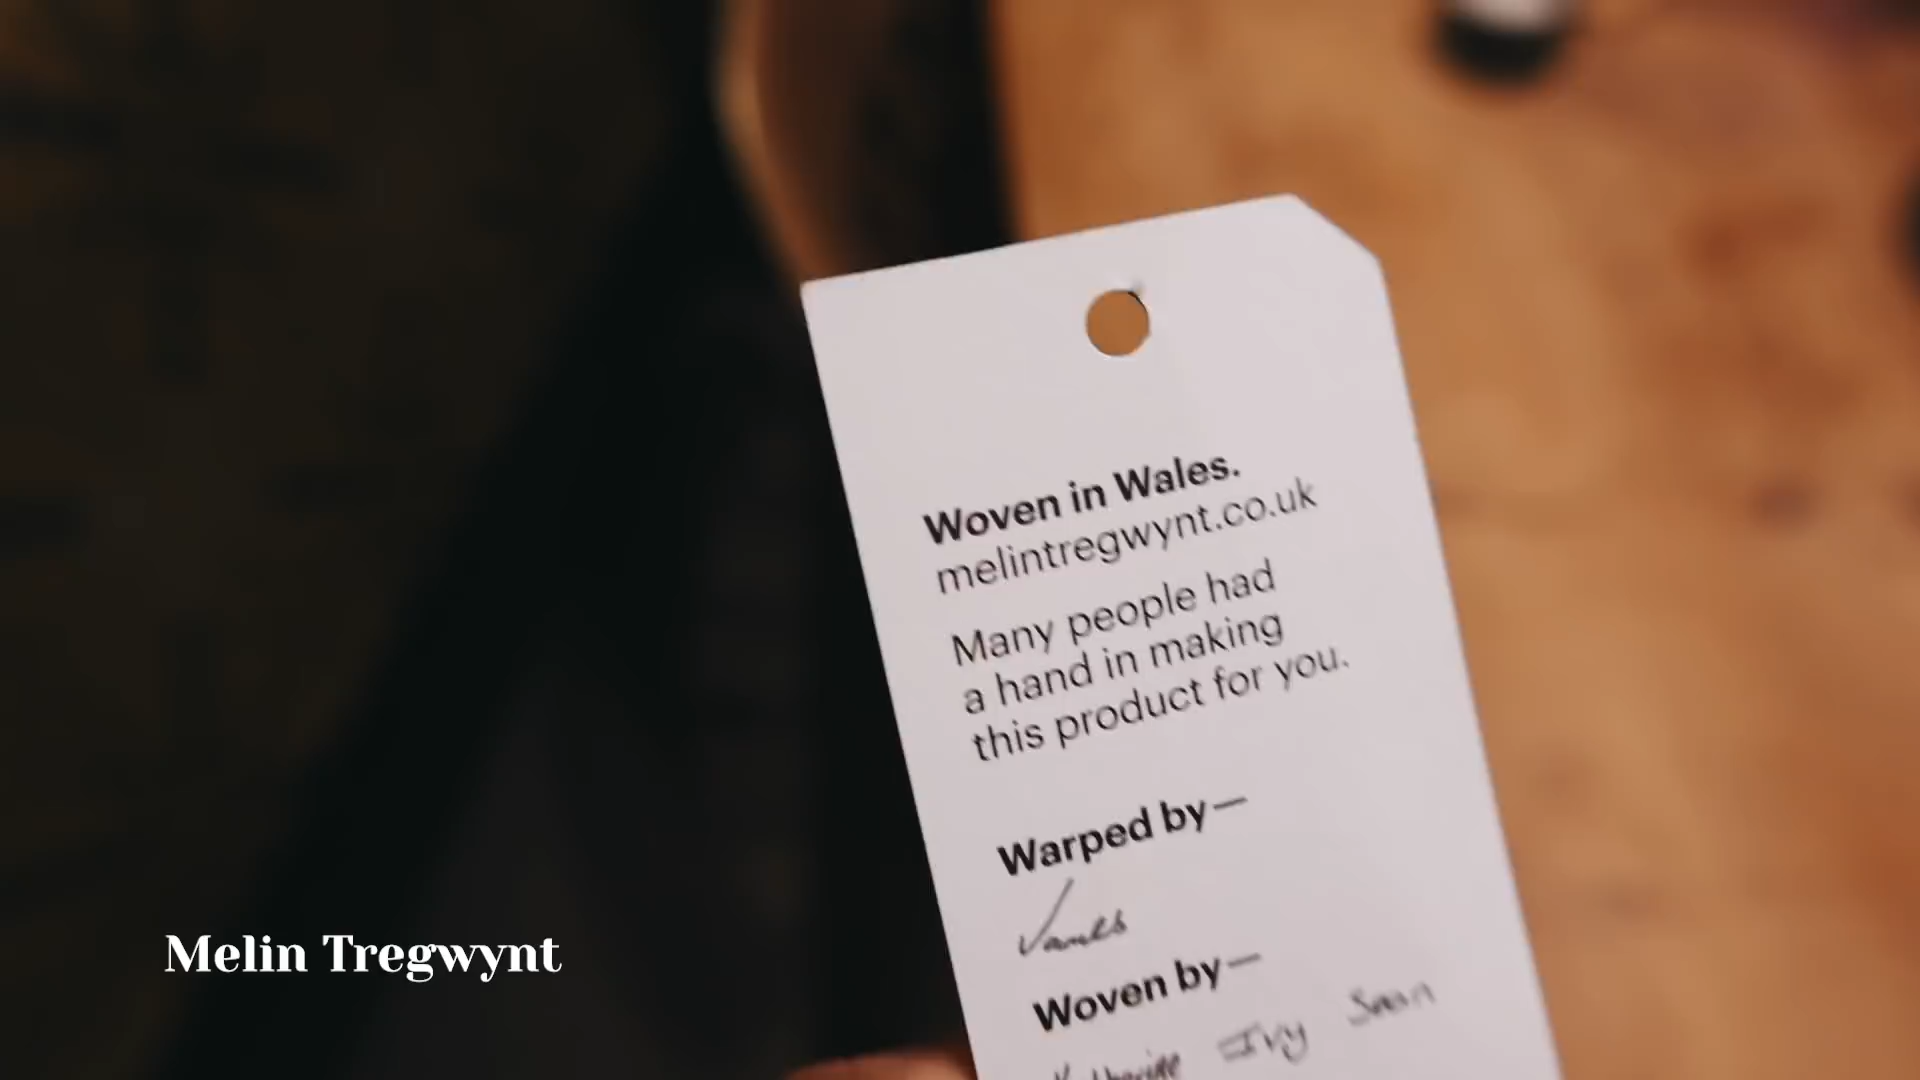 Woven in Wales.
melintregwynt.co.uk
Many people had
a hand in making
this product for you.
Warped by—
James
Woven by—
Ivy
Melin Tregwynt